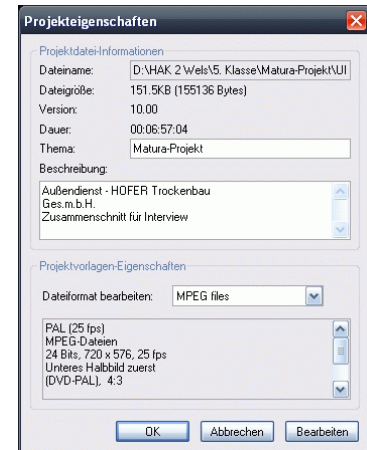 Projekteigenschaften
Projektdatei-Informationen
Dateiname: D:\HAK 2 Wels\5. Klasse\Matura-Projekt\UI
Dateigröße: 151.5KB (155136 Bytes)
Version: 10.00
Dauer: 00:06:57:04
Thema: Matura-Projekt
Beschreibung:
Außendienst - HOFER Trockenbau
Ges.m.b.H.
Zusammenschnitt für Interview
Projektvorlagen-Eigenschaften
Dateiformat bearbeiten: MPEG files
PAL (25 fps)
MPEG-Dateien
24 Bits, 720 x 576, 25 fps
Unteres Halbbild zuerst
(DVD-PAL), 4:3
OK Abbrechen Bearbeiten